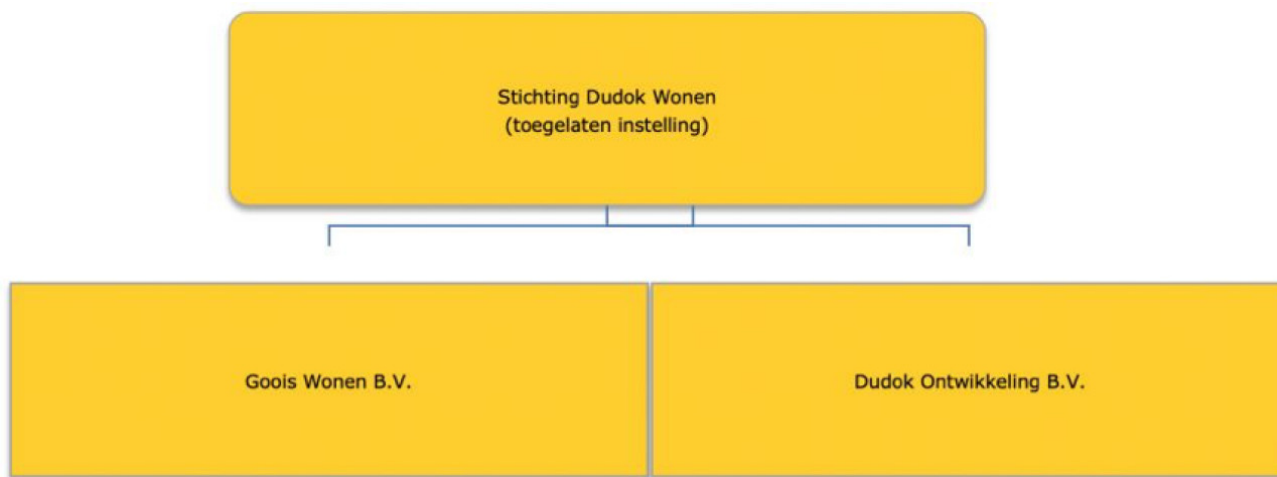 Stichting Dudok Wonen
(toegelaten instelling)
Goois Wonen B.V.
Dudok Ontwikkeling B.V.